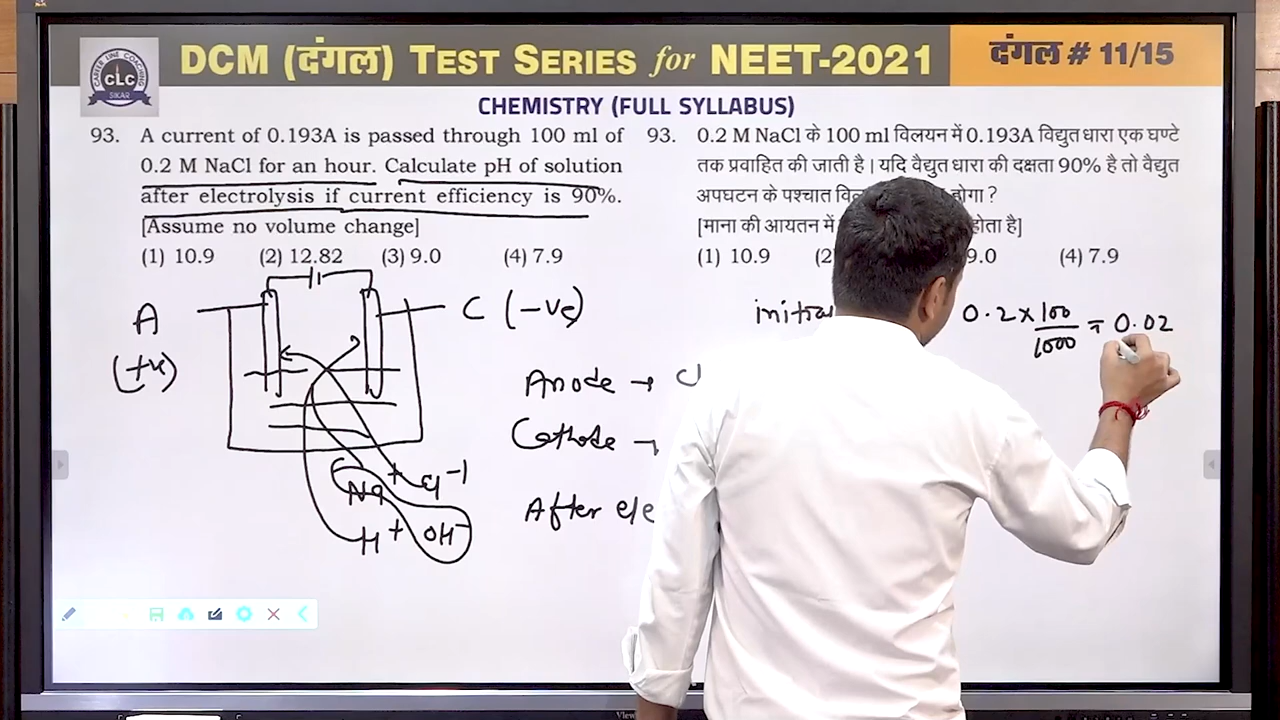 CAREER LINE COACHING
CLC
SIKAR
DCM (दंगल) TEST SERIES for NEET-2021
दंगल # 11/15
CHEMISTRY (FULL SYLLABUS)
93. A current of 0.193A is passed through 100 ml of
0.2 M NaCl for an hour. Calculate pH of solution
after electrolysis if current efficiency is 90%.
[Assume no volume change]
(1) 10.9 (2) 12.82 (3) 9.0 (4) 7.9
93. 0.2 M NaCl के 100 ml विलयन में 0.193A विद्युत धारा एक घण्टे
तक प्रवाहित की जाती है। यदि वैद्युत धारा की दक्षता 90% है तो वैद्युत
अपघटन के पश्चात होगा ?
[माना की आयतन में होता है]
(1) 10.9 (2 9.0 (4) 7.9
A
(+ve)
C (-ve)
Na+ Cl-1
H+ OH-
Anode →
Cathode →
After ele
0.2 × 100/1000 = 0.02